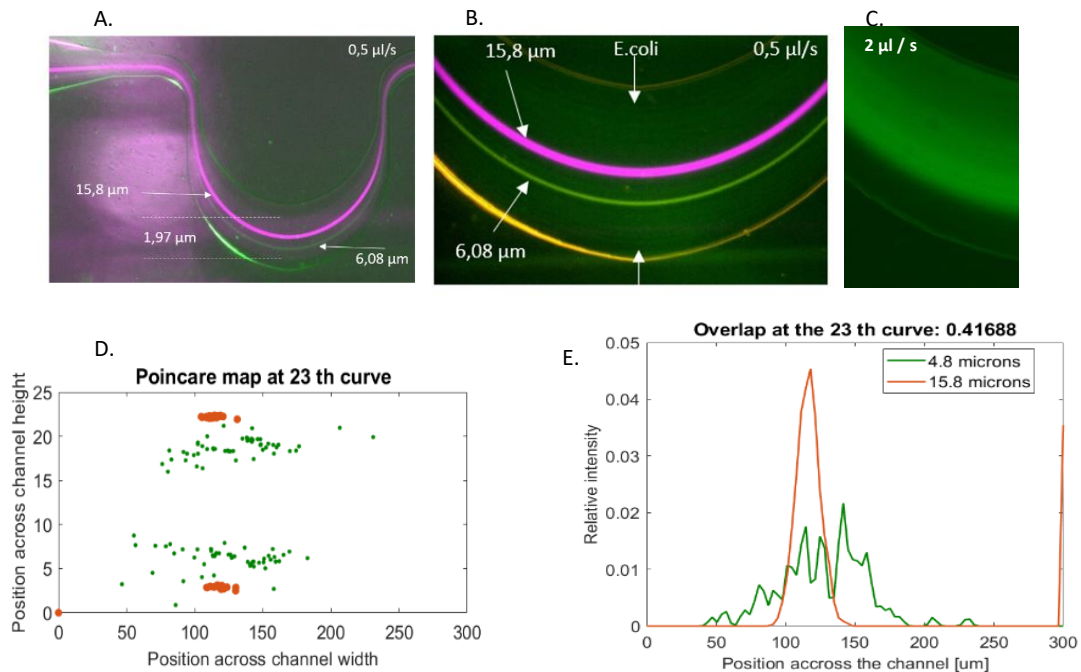 A.
0,5 µl/s
15,8 µm
1,97 µm
6,08 µm
B.
15,8 µm
E.coli
0,5 µl/s
6,08 µm
C.
2 µl / s
D.
Poincare map at 23 th curve
Position across channel height
25
20
15
10
5
0
0 50 100 150 200 250 300
Position across channel width
E.
Overlap at the 23 th curve: 0.41688
Relative intensity
0.05
0.04
0.03
0.02
0.01
0
4.8 microns
15.8 microns
0 50 100 150 200 250 300
Position accross the channel [um]